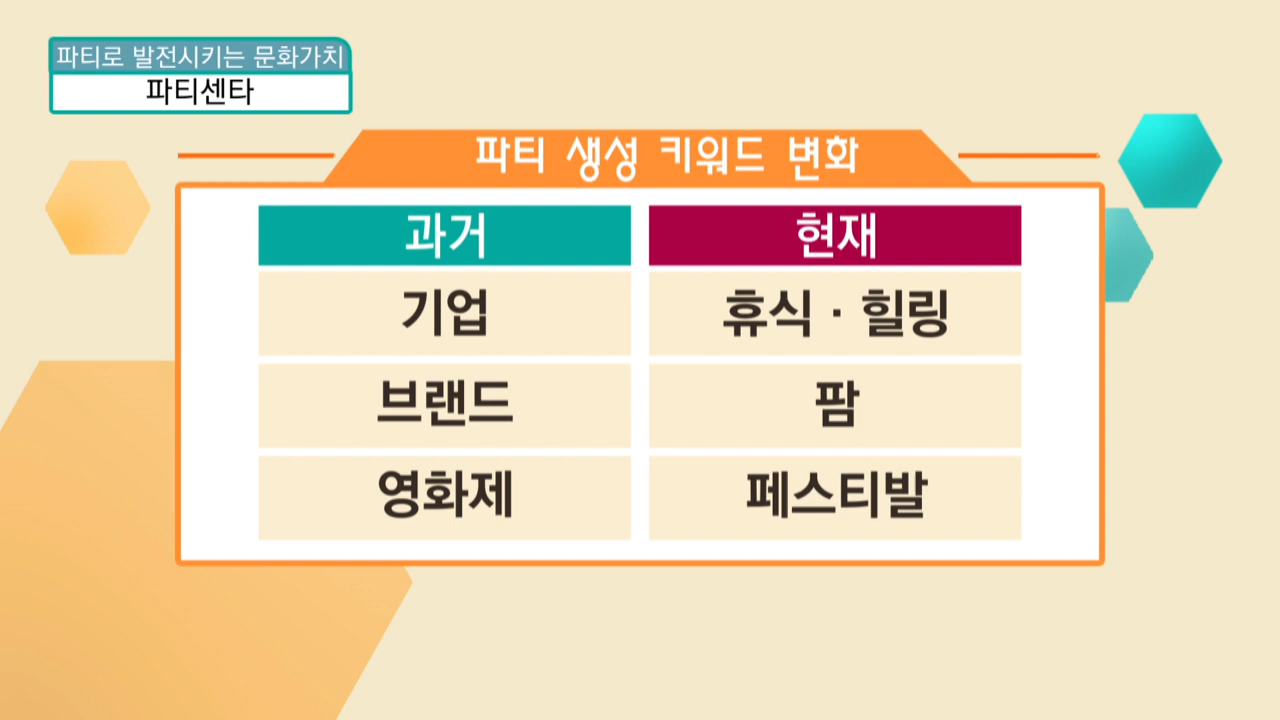 파티로 발전시키는 문화가치
파티센타
파티 생성 키워드 변화
과거 현재
기업 휴식·힐링
브랜드 팜
영화제 페스티발